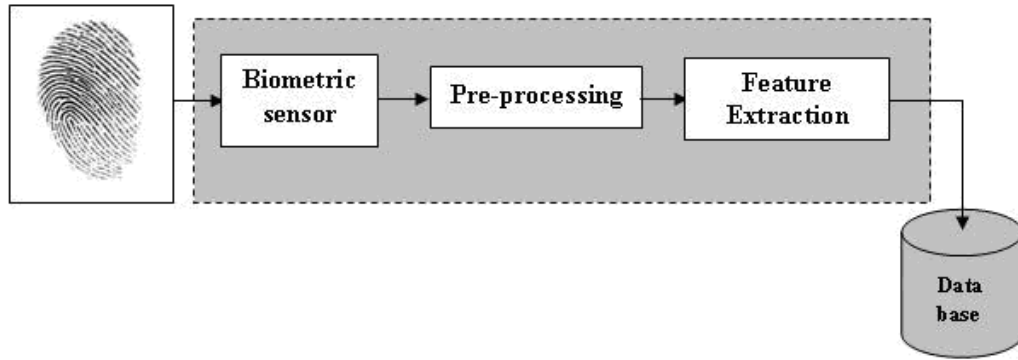 Biometric
sensor
Pre-processing
Feature
Extraction
Data
base